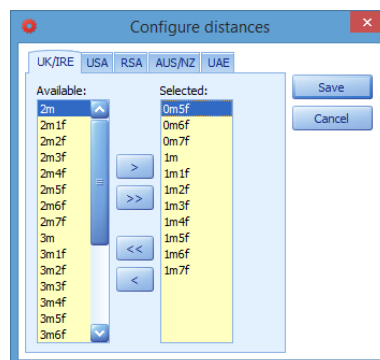 Configure distances
UK/IRE USA RSA AUS/NZ UAE
Available:
2m
2m1f
2m2f
2m3f
2m4f
2m5f
2m6f
2m7f
3m
3m1f
3m2f
3m3f
3m4f
3m5f
3m6f
>
>>
<<
<
Selected:
0m5f
0m6f
0m7f
1m
1m1f
1m2f
1m3f
1m4f
1m5f
1m6f
1m7f
Save
Cancel